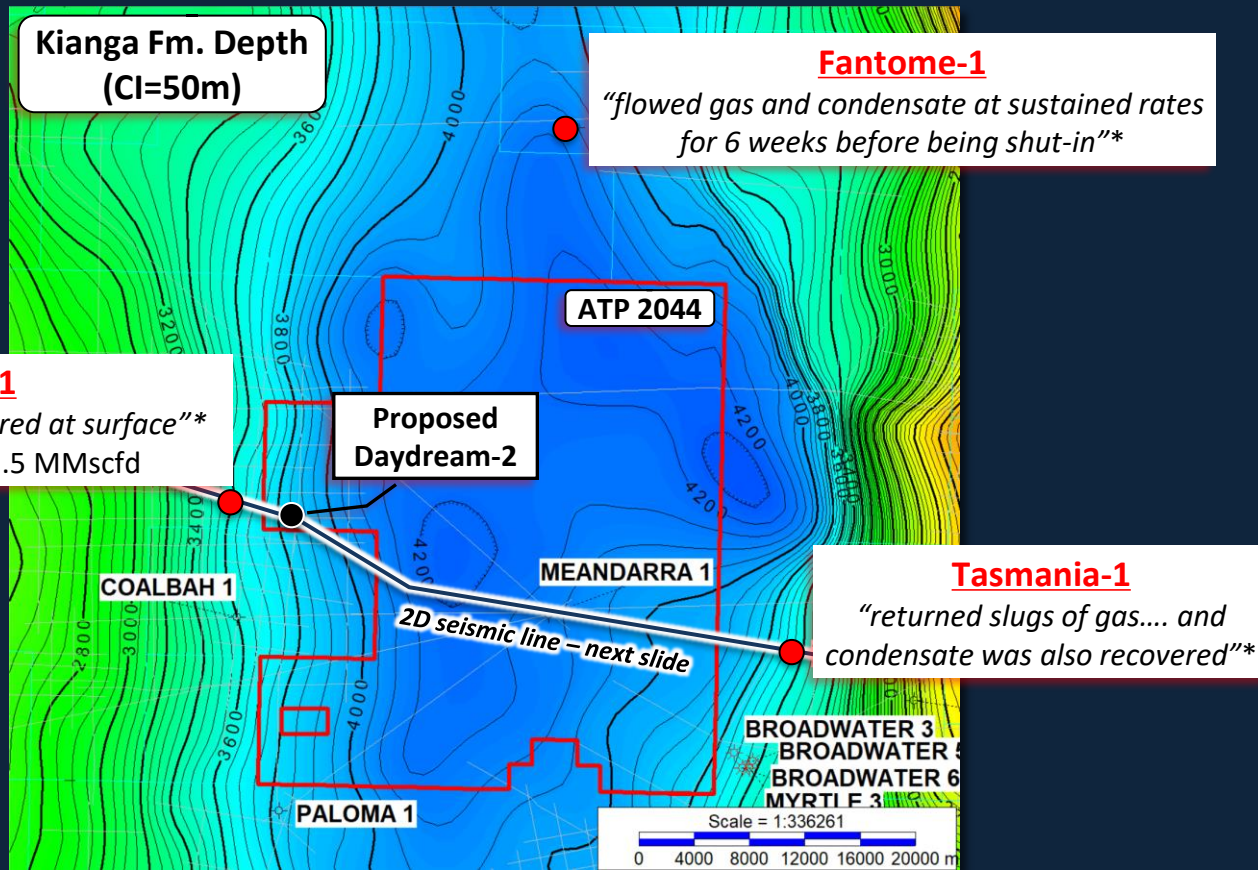 Kianga Fm. Depth
(CI=50m)
Fantome-1
“flowed gas and condensate at sustained rates
for 6 weeks before being shut-in”*
3600
4000
3000
ATP 2044
3200
3800
4000
3800
3600
4200
4200
1
red at surface”*
.5 MMscfd
Proposed
Daydream-2
3400
4200
COALBAH 1
MEANDARRA 1
2D seismic line – next slide
Tasmania-1
“returned slugs of gas…. and
condensate was also recovered”*
2800
3000
3600
4000
BROADWATER 3
BROADWATER 5
BROADWATER 6
MYRTLE 3
PALOMA 1
Scale = 1:336261
0 4000 8000 12000 16000 20000 m